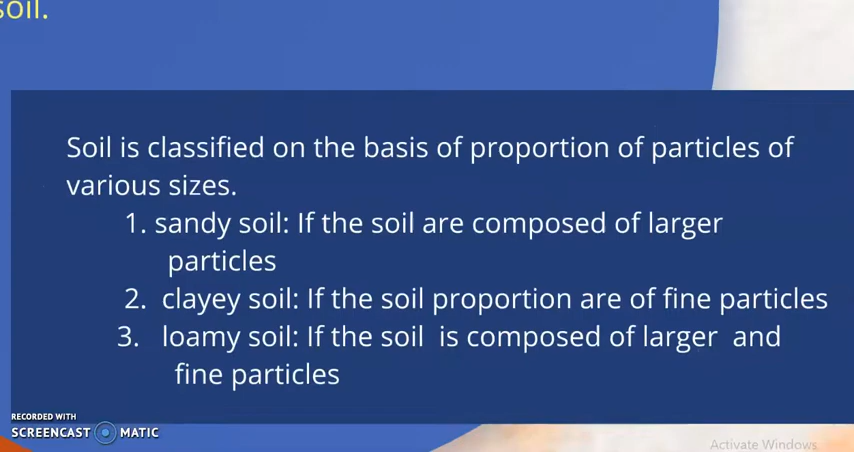 soil.
Soil is classified on the basis of proportion of particles of
various sizes.
1. sandy soil: If the soil are composed of larger
particles
2. clayey soil: If the soil proportion are of fine particles
3. loamy soil: If the soil is composed of larger and
fine particles
RECORDED WITH
SCREENCAST MATIC
Activate Windows